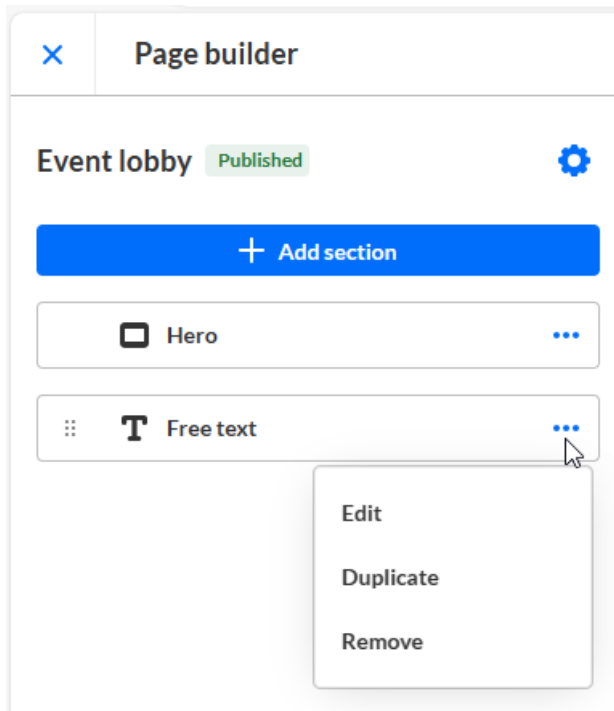 Page builder
Event lobby Published
Add section
Hero
Free text
Edit
Duplicate
Remove